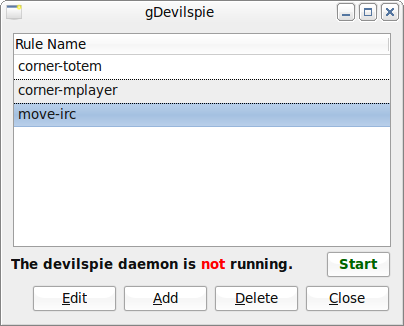 gDevilspie
Rule Name
corner-totem
corner-mplayer
move-irc
The devilspie daemon is not running.
Start
Edit Add Delete Close